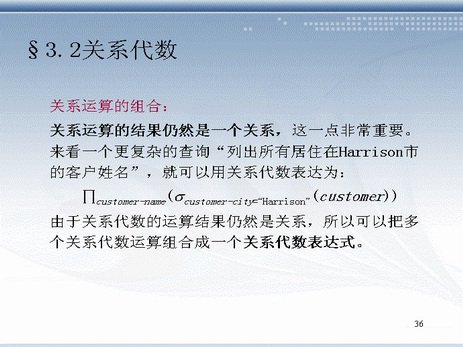 §3.2关系代数
关系运算的组合：
关系运算的结果仍然是一个关系，这一点非常重要。
来看一个更复杂的查询“列出所有居住在Harrison市
的客户姓名”，就可以用关系代数表达为：
∏customer-name(σcustomer-city=“Harrison”(customer))
由于关系代数的运算结果仍然是关系，所以可以把多
个关系代数运算组合成一个关系代数表达式。
36